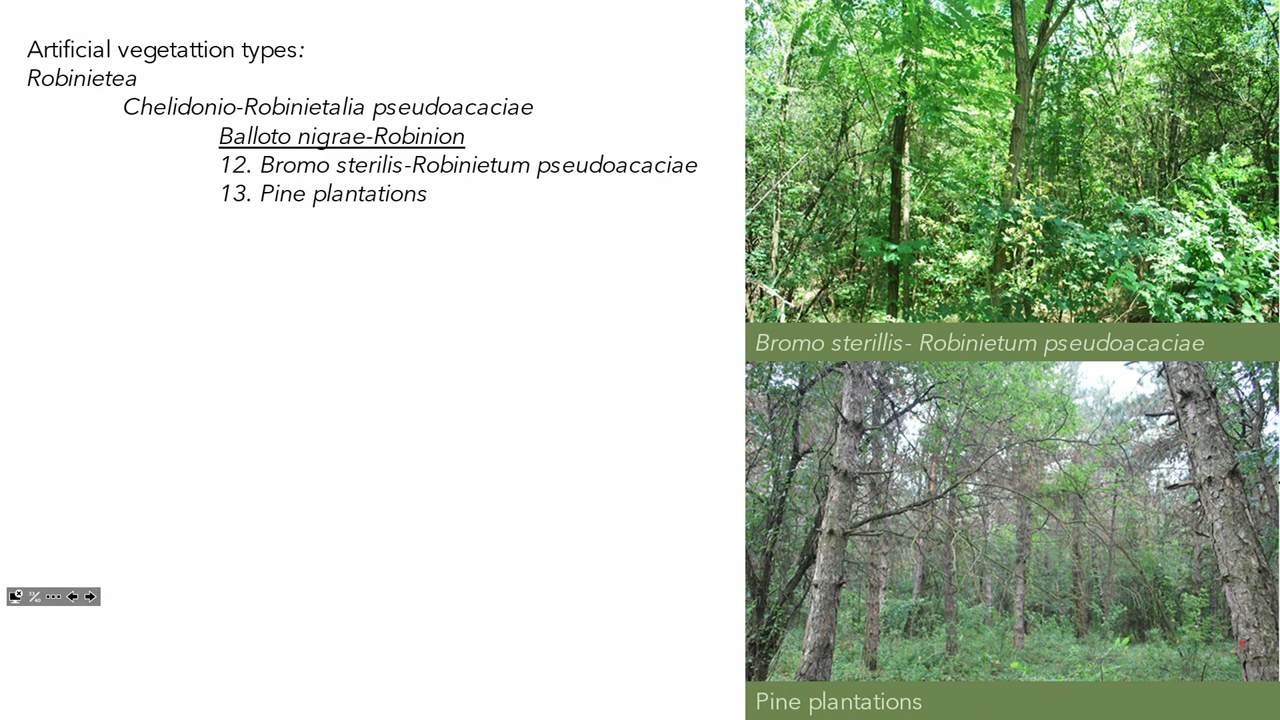 Artificial vegetattion types:
Robinietea
Chelidonio-Robinietalia pseudoacaciae
Balloto nigrae-Robinion
12. Bromo sterilis-Robinietum pseudoacaciae
13. Pine plantations
Bromo sterillis- Robinietum pseudoacaciae
Pine plantations